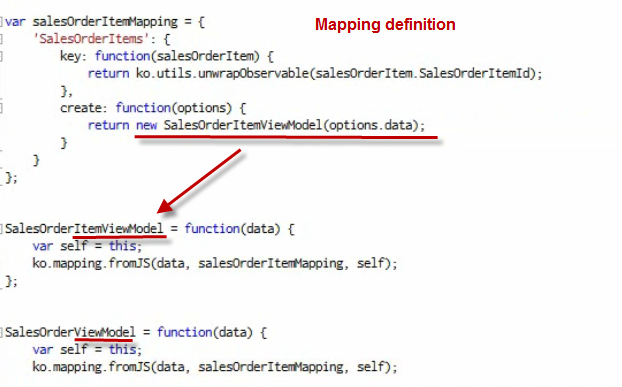 Mapping definition
var salesOrderItemMapping = {
    'SalesOrderItems': {
        key: function(salesOrderItem) {
            return ko.utils.unwrapObservable(salesOrderItem.SalesOrderItemId);
        },
        create: function(options) {
            return new SalesOrderItemViewModel(options.data);
        }
    }
};
SalesOrderItemViewModel = function(data) {
    var self = this;
    ko.mapping.fromJS(data, salesOrderItemMapping, self);
};
SalesOrderViewModel = function(data) {
    var self = this;
    ko.mapping.fromJS(data, salesOrderItemMapping, self);